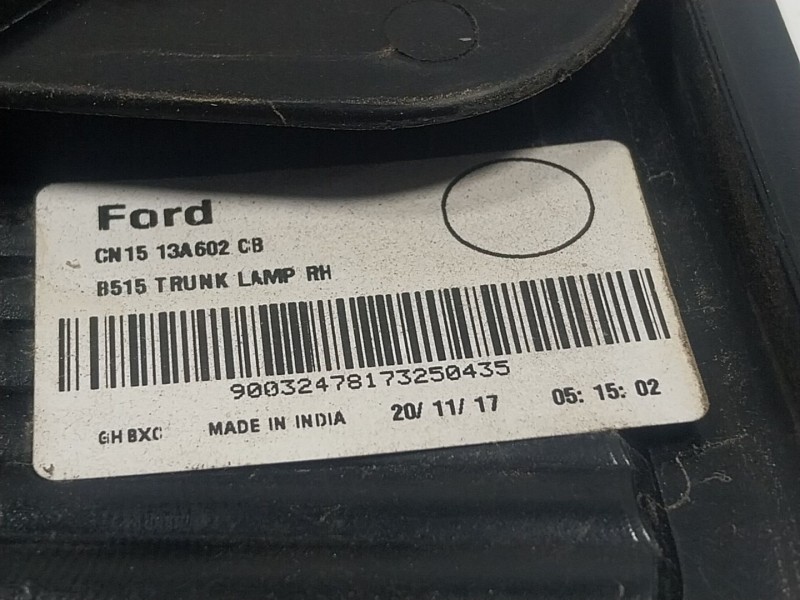 Ford
CN15 13A602 CB
B515 TRUNK LAMP RH
90032478173250435
GH BXC MADE IN INDIA 20/ 11/ 17 05: 15: 02